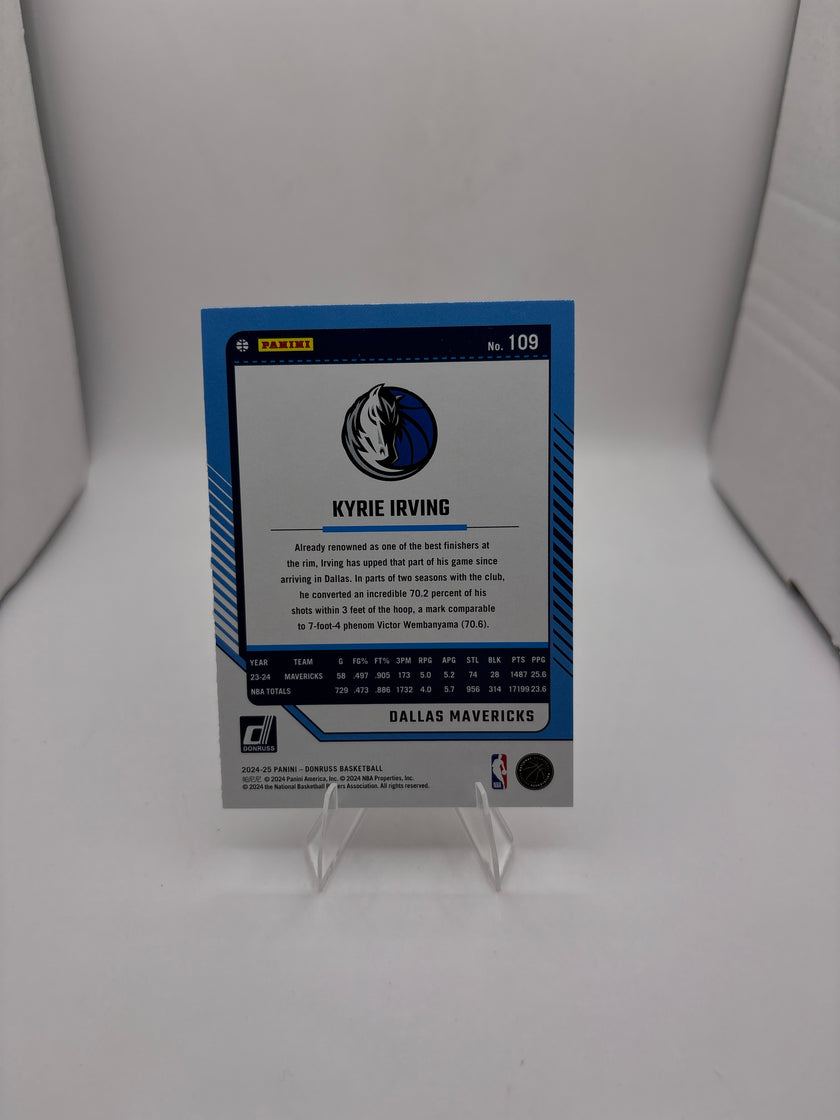 PANINI
No. 109
KYRIE IRVING
Already renowned as one of the best finishers at
the rim, Irving has upped that part of his game since
arriving in Dallas. In parts of two seasons with the club,
he converted an incredible 70.2 percent of his
shots within 3 feet of the hoop, a mark comparable
to 7-foot-4 phenom Victor Wembanyama (70.6).
YEAR TEAM G FG% FT% 3PM RPG APG STL BLK PTS PPG
23-24 MAVERICKS 58 .497 .905 173 5.0 5.2 74 28 1487 25.6
NBA TOTALS 729 .473 .886 1732 4.0 5.7 956 314 17199 23.6
DALLAS MAVERICKS
DONRUSS
2024-25 PANINI – DONRUSS BASKETBALL
帕尼尼 © 2024 Panini America, Inc. © 2024 NBA Properties, Inc.
© 2024 the National Basketball Players Association. All rights reserved.
NBA